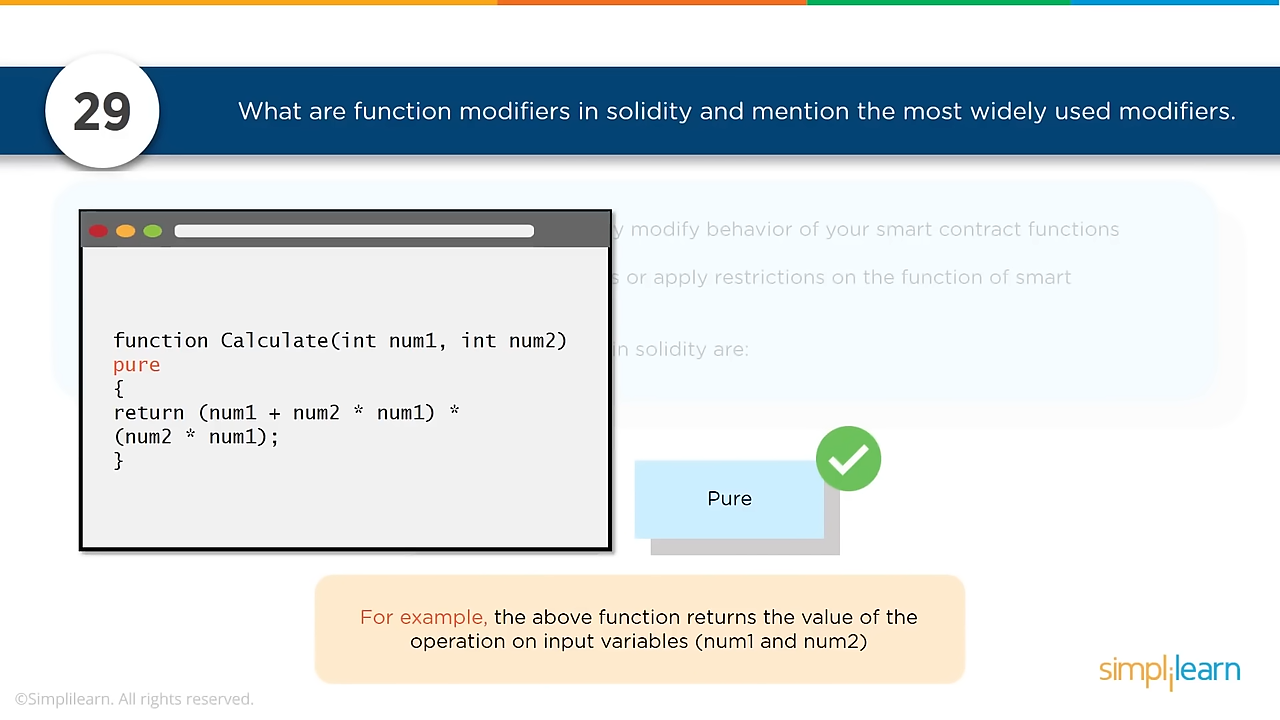 29
What are function modifiers in solidity and mention the most widely used modifiers.
modify behavior of your smart contract functions
or apply restrictions on the function of smart
in solidity are:
function Calculate(int num1, int num2)
pure
{
return (num1 + num2 * num1) *
(num2 * num1);
}
Pure
For example, the above function returns the value of the
operation on input variables (num1 and num2)
simplilearn
©Simplilearn. All rights reserved.